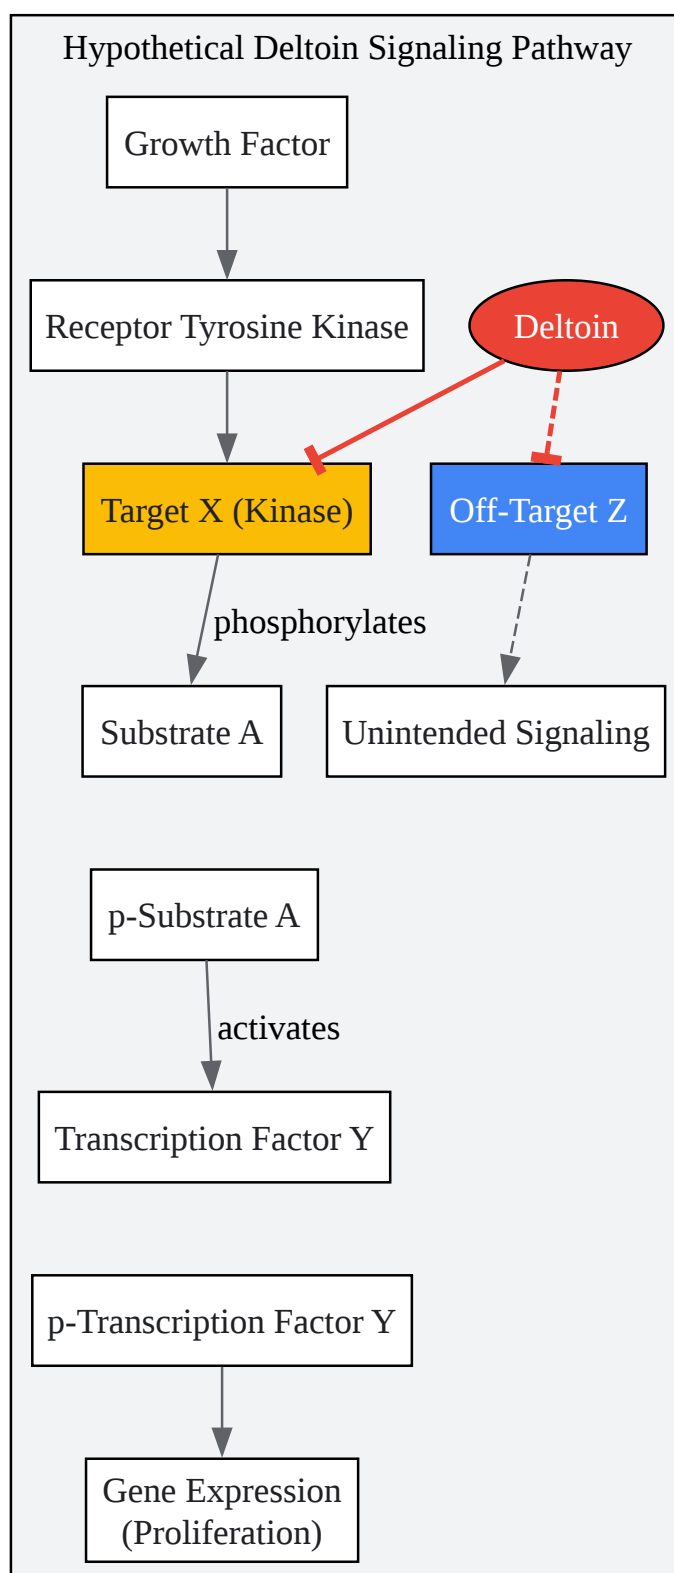 Hypothetical Deltoin Signaling Pathway
Growth Factor
Receptor Tyrosine Kinase
Deltoin
Target X (Kinase)
Off-Target Z
phosphorylates
Substrate A
Unintended Signaling
p-Substrate A
activates
Transcription Factor Y
p-Transcription Factor Y
Gene Expression
(Proliferation)